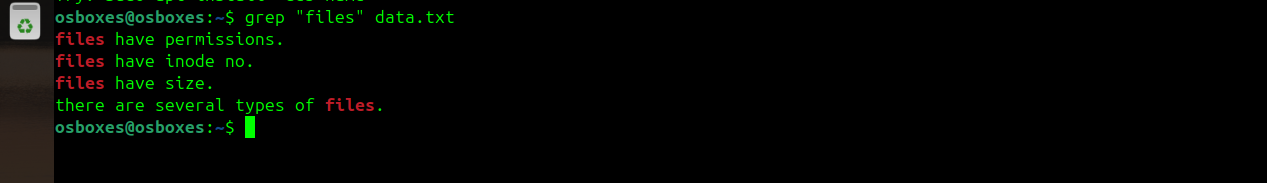 osboxes@osboxes:~$ grep "files" data.txt
files have permissions.
files have inode no.
files have size.
there are several types of files.
osboxes@osboxes:~$